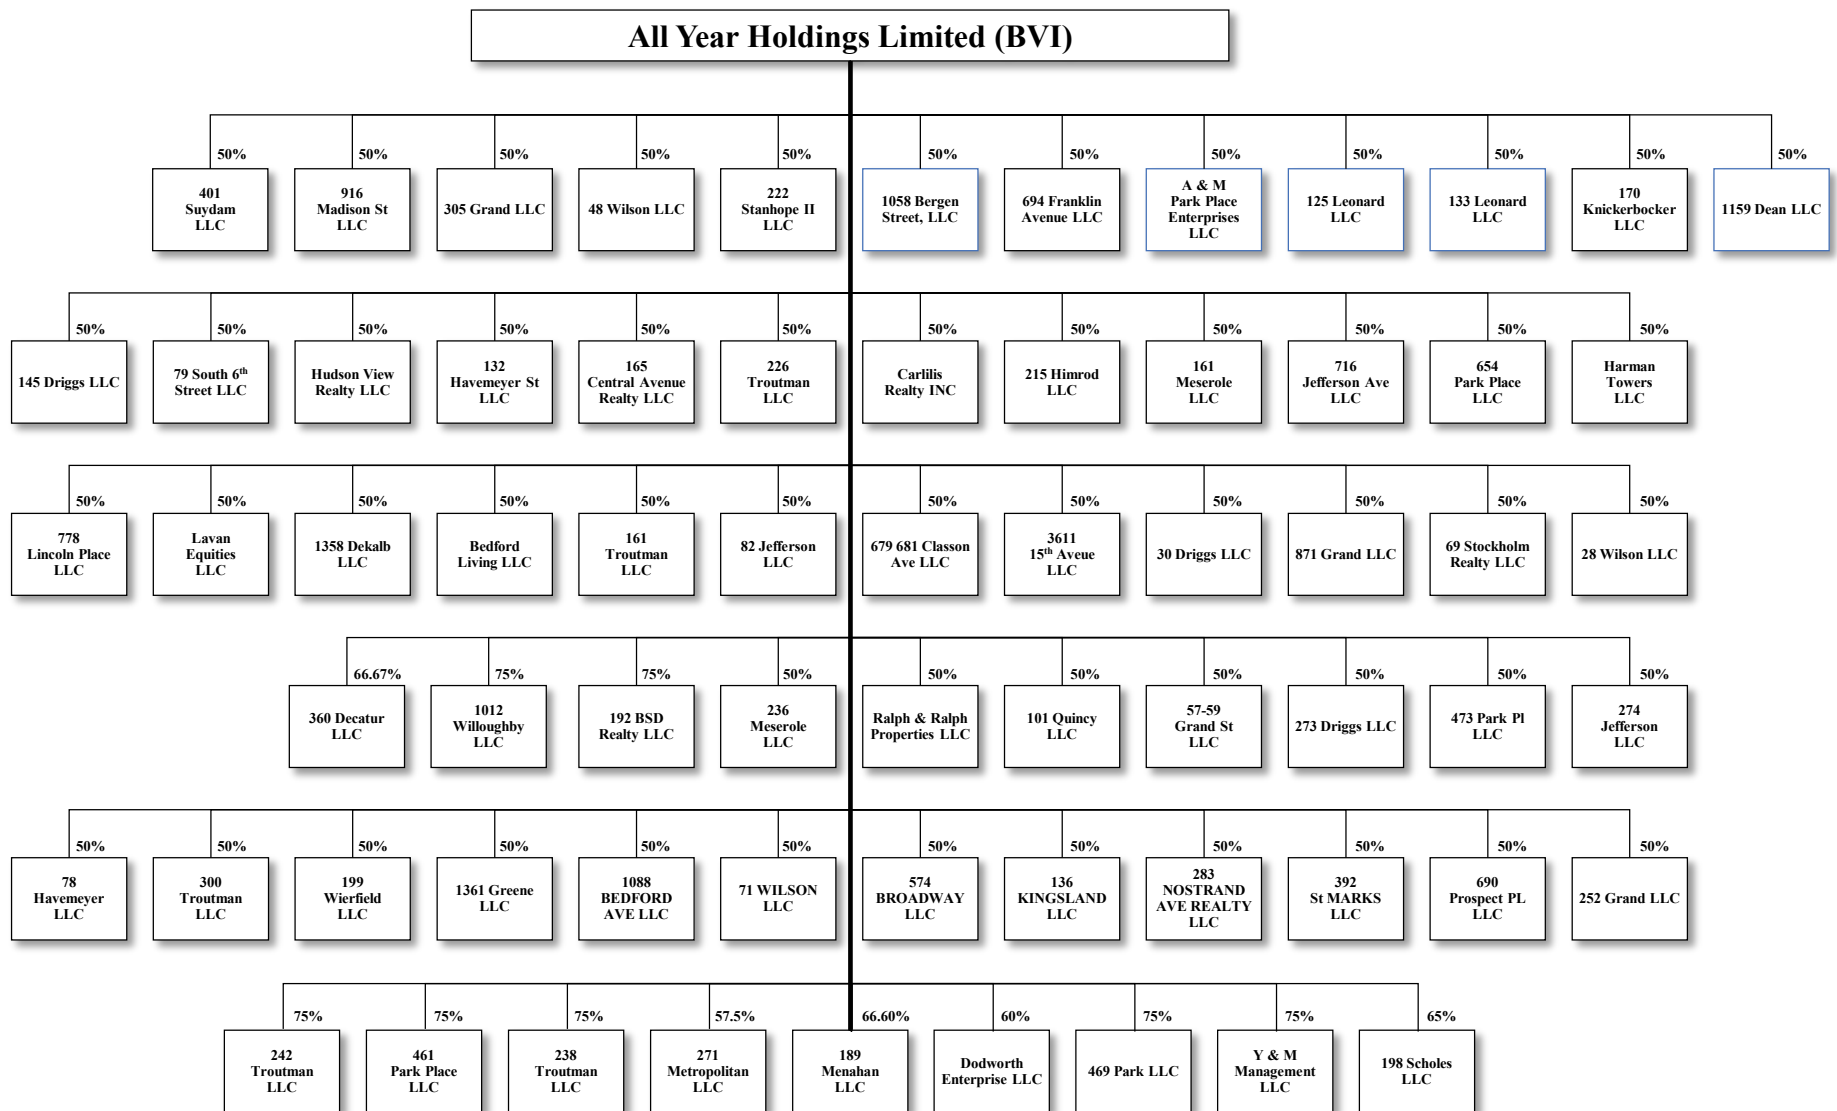 All Year Holdings Limited (BVI)
50%
50%
50%
50%
50%
50%
50%
50%
50%
50%
50%
50%
401
Suydam
LLC
916
Madison St
LLC
305 Grand LLC
48 Wilson LLC
222
Stanhope II
LLC
1058 Bergen
Street, LLC
694 Franklin
Avenue LLC
A & M
Park Place
Enterprises
LLC
125 Leonard
LLC
133 Leonard
LLC
170
Knickerbocker
LLC
1159 Dean LLC
50%
50%
50%
50%
50%
50%
50%
50%
50%
50%
50%
50%
145 Driggs LLC
79 South 6th
Street LLC
Hudson View
Realty LLC
132
Havemeyer St
LLC
165
Central Avenue
Realty LLC
226
Troutman
LLC
Carlilis
Realty INC
215 Himrod
LLC
161
Meserole
LLC
716
Jefferson Ave
LLC
654
Park Place
LLC
Harman
Towers
LLC
50%
50%
50%
50%
50%
50%
50%
50%
50%
50%
50%
50%
778
Lincoln Place
LLC
Lavan
Equities
LLC
1358 Dekalb
LLC
Bedford
Living LLC
161
Troutman
LLC
82 Jefferson
LLC
679 681 Classon
Ave LLC
3611
15th Aveue
LLC
30 Driggs LLC
871 Grand LLC
69 Stockholm
Realty LLC
28 Wilson LLC
66.67%
75%
75%
50%
50%
50%
50%
50%
50%
50%
360 Decatur
LLC
1012
Willoughby
LLC
192 BSD
Realty LLC
236
Meserole
LLC
Ralph & Ralph
Properties LLC
101 Quincy
LLC
57-59
Grand St
LLC
273 Driggs LLC
473 Park Pl
LLC
274
Jefferson
LLC
50%
50%
50%
50%
50%
50%
50%
50%
50%
50%
50%
50%
78
Havemeyer
LLC
300
Troutman
LLC
199
Wierfield
LLC
1361 Greene
LLC
1088
BEDFORD
AVE LLC
71 WILSON
LLC
574
BROADWAY
LLC
136
KINGSLAND
LLC
283
NOSTRAND
AVE REALTY
LLC
392
St MARKS
LLC
690
Prospect PL
LLC
252 Grand LLC
75%
75%
75%
57.5%
66.60%
60%
75%
75%
65%
242
Troutman
LLC
461
Park Place
LLC
238
Troutman
LLC
271
Metropolitan
LLC
189
Menahan
LLC
Dodworth
Enterprise LLC
469 Park LLC
Y & M
Management
LLC
198 Scholes
LLC